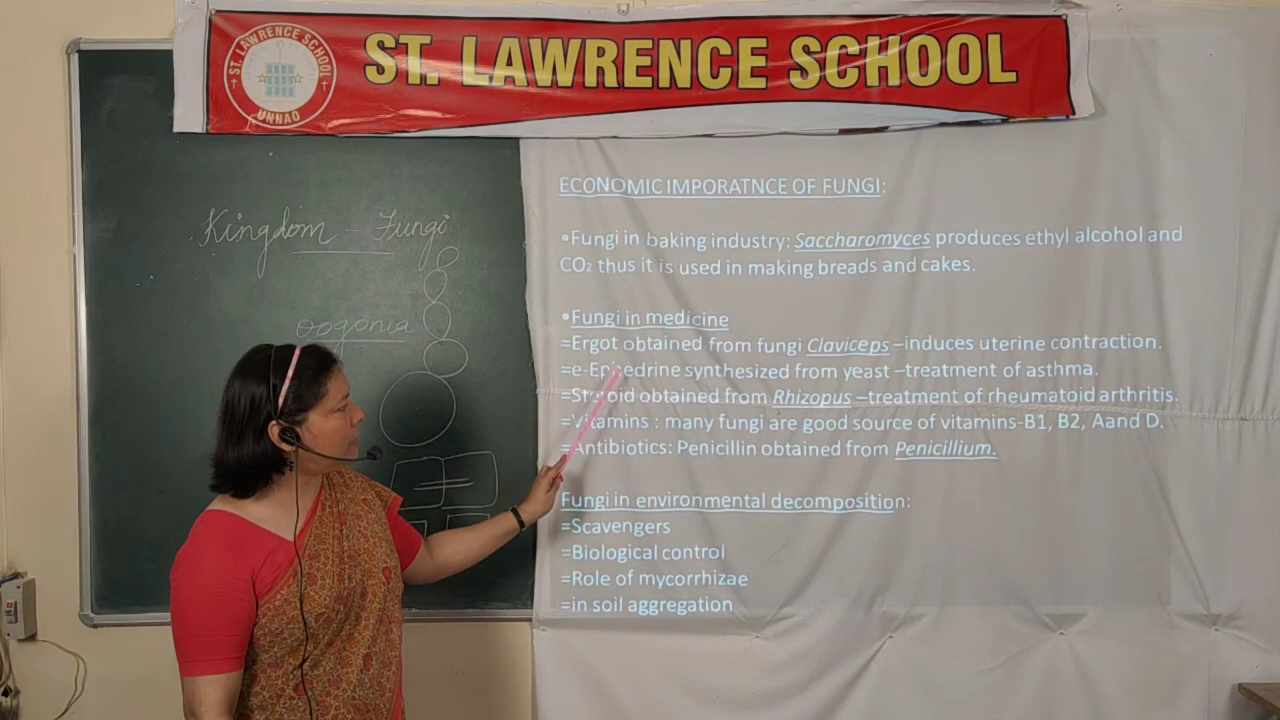 ST. LAWRENCE SCHOOL
ST. LAWRENCE SCHOOL
UNNAO
Kingdom - Fungi
oogonia
ECONOMIC IMPORATNCE OF FUNGI:
•Fungi in baking industry: Saccharomyces produces ethyl alcohol and
CO2 thus it is used in making breads and cakes.
•Fungi in medicine
=Ergot obtained from fungi Claviceps –induces uterine contraction.
=e-Ephedrine synthesized from yeast –treatment of asthma.
=Steroid obtained from Rhizopus –treatment of rheumatoid arthritis.
=Vitamins : many fungi are good source of vitamins-B1, B2, Aand D.
=Antibiotics: Penicillin obtained from Penicillium.
Fungi in environmental decomposition:
=Scavengers
=Biological control
=Role of mycorrhizae
=in soil aggregation